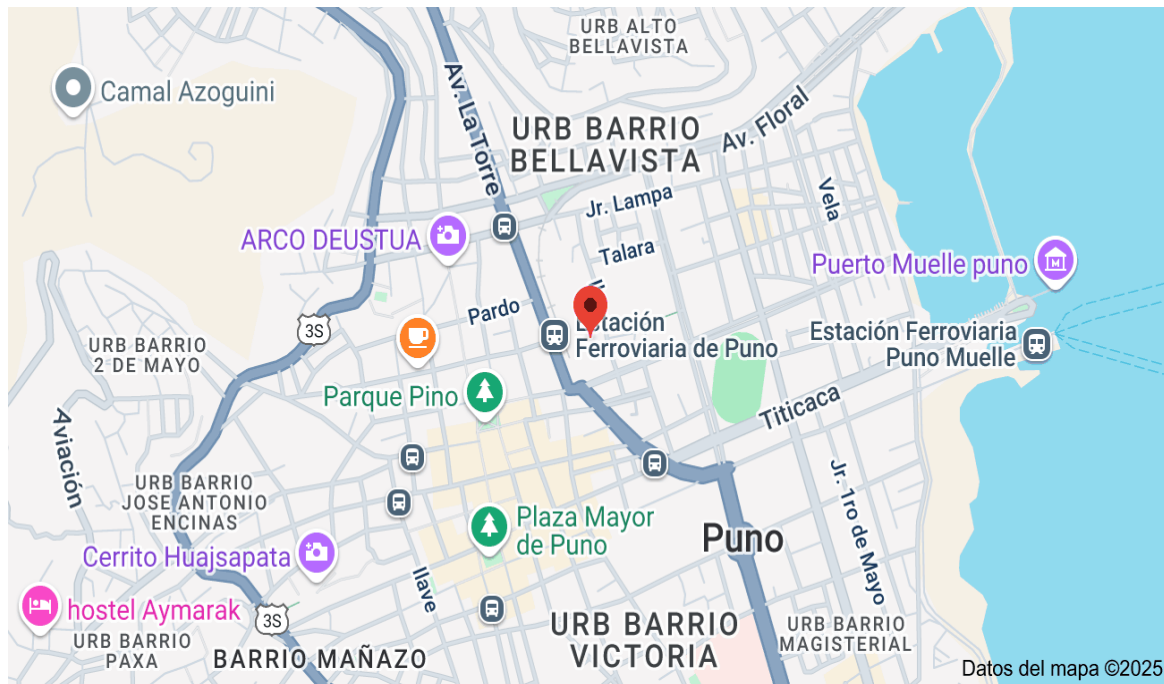 URB ALTO
BELLAVISTA
Camal Azoguini
Av. La Torre
URB BARRIO
BELLAVISTA
Av. Floral
Jr. Lampa
Vela
ARCO DEUSTUA
Talara
Puerto Muelle puno
Pardo
3S
Estación
Ferroviaria de Puno
Estación Ferroviaria
Puno Muelle
URB BARRIO
2 DE MAYO
Parque Pino
Titicaca
Aviación
URB BARRIO
JOSE ANTONIO
ENCINAS
Jr. 1ro de Mayo
Plaza Mayor
de Puno
Puno
Cerrito Huajsapata
Ilave
hostel Aymarak
3S
URB BARRIO
PAXA
BARRIO MAÑAZO
URB BARRIO
VICTORIA
URB BARRIO
MAGISTERIAL
Datos del mapa ©2025